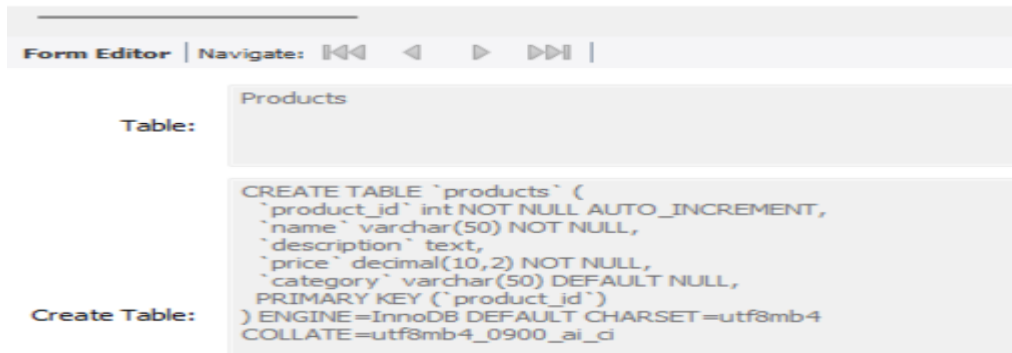 Form Editor | Navigate:
Products
Table:
CREATE TABLE `products` (
`product_id` int NOT NULL AUTO_INCREMENT,
`name` varchar(50) NOT NULL,
`description` text,
`price` decimal(10,2) NOT NULL,
`category` varchar(50) DEFAULT NULL,
PRIMARY KEY (`product_id`)
Create Table:
) ENGINE=InnoDB DEFAULT CHARSET=utf8mb4
COLLATE=utf8mb4_0900_ai_ci